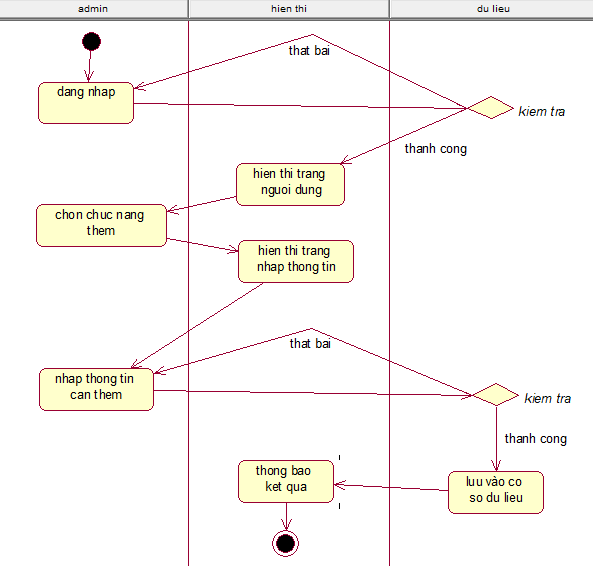 admin
hien thi
du lieu
that bai
dang nhap
kiem tra
thanh cong
hien thi trang
nguoi dung
chon chuc nang
them
hien thi trang
nhap thong tin
that bai
nhap thong tin
can them
kiem tra
thanh cong
thong bao
ket qua
luu vào co
so du lieu